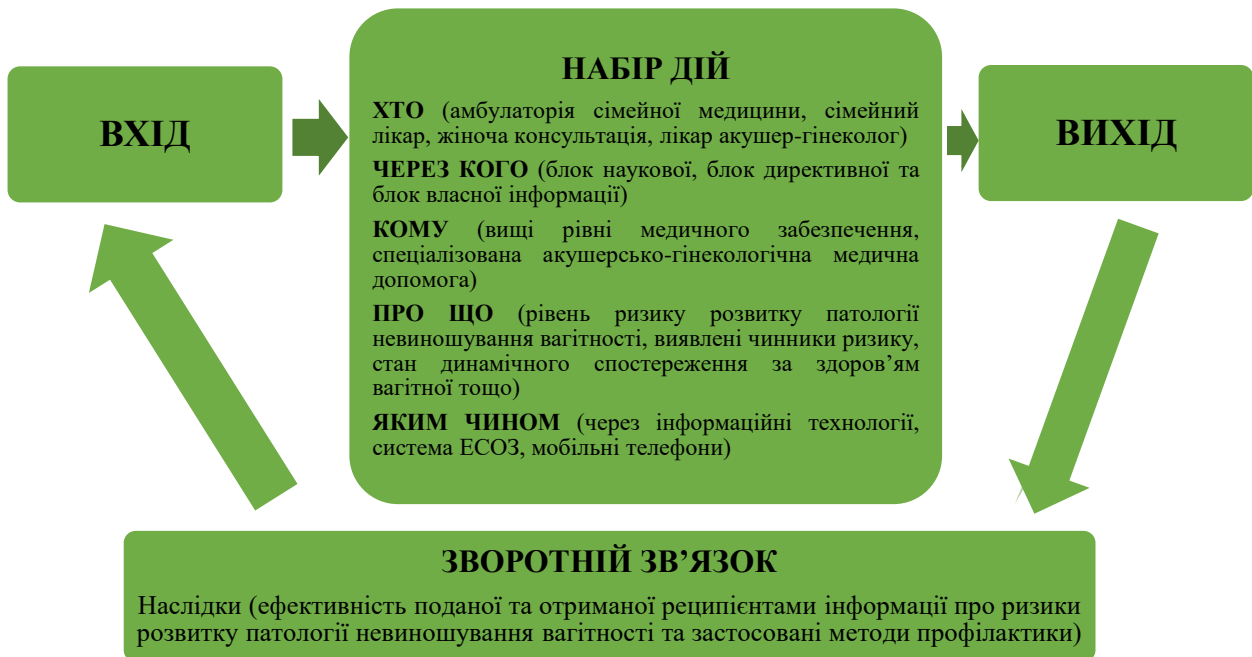 ВХІД
НАБІР ДІЙ
ХТО (амбулаторія сімейної медицини, сімейний
лікар, жіноча консультація, лікар акушер-гінеколог)
ЧЕРЕЗ КОГО (блок наукової, блок директивної та
блок власної інформації)
КОМУ (вищі рівні медичного забезпечення,
спеціалізована акушерсько-гінекологічна медична
допомога)
ПРО ЩО (рівень ризику розвитку патології
невиношування вагітності, виявлені чинники ризику,
стан динамічного спостереження за здоров’ям
вагітної тощо)
ЯКИМ ЧИНОМ (через інформаційні технології,
система ЕСОЗ, мобільні телефони)
ВИХІД
ЗВОРОТНІЙ ЗВ’ЯЗОК
Наслідки (ефективність поданої та отриманої реципієнтами інформації про ризики
розвитку патології невиношування вагітності та застосовані методи профілактики)